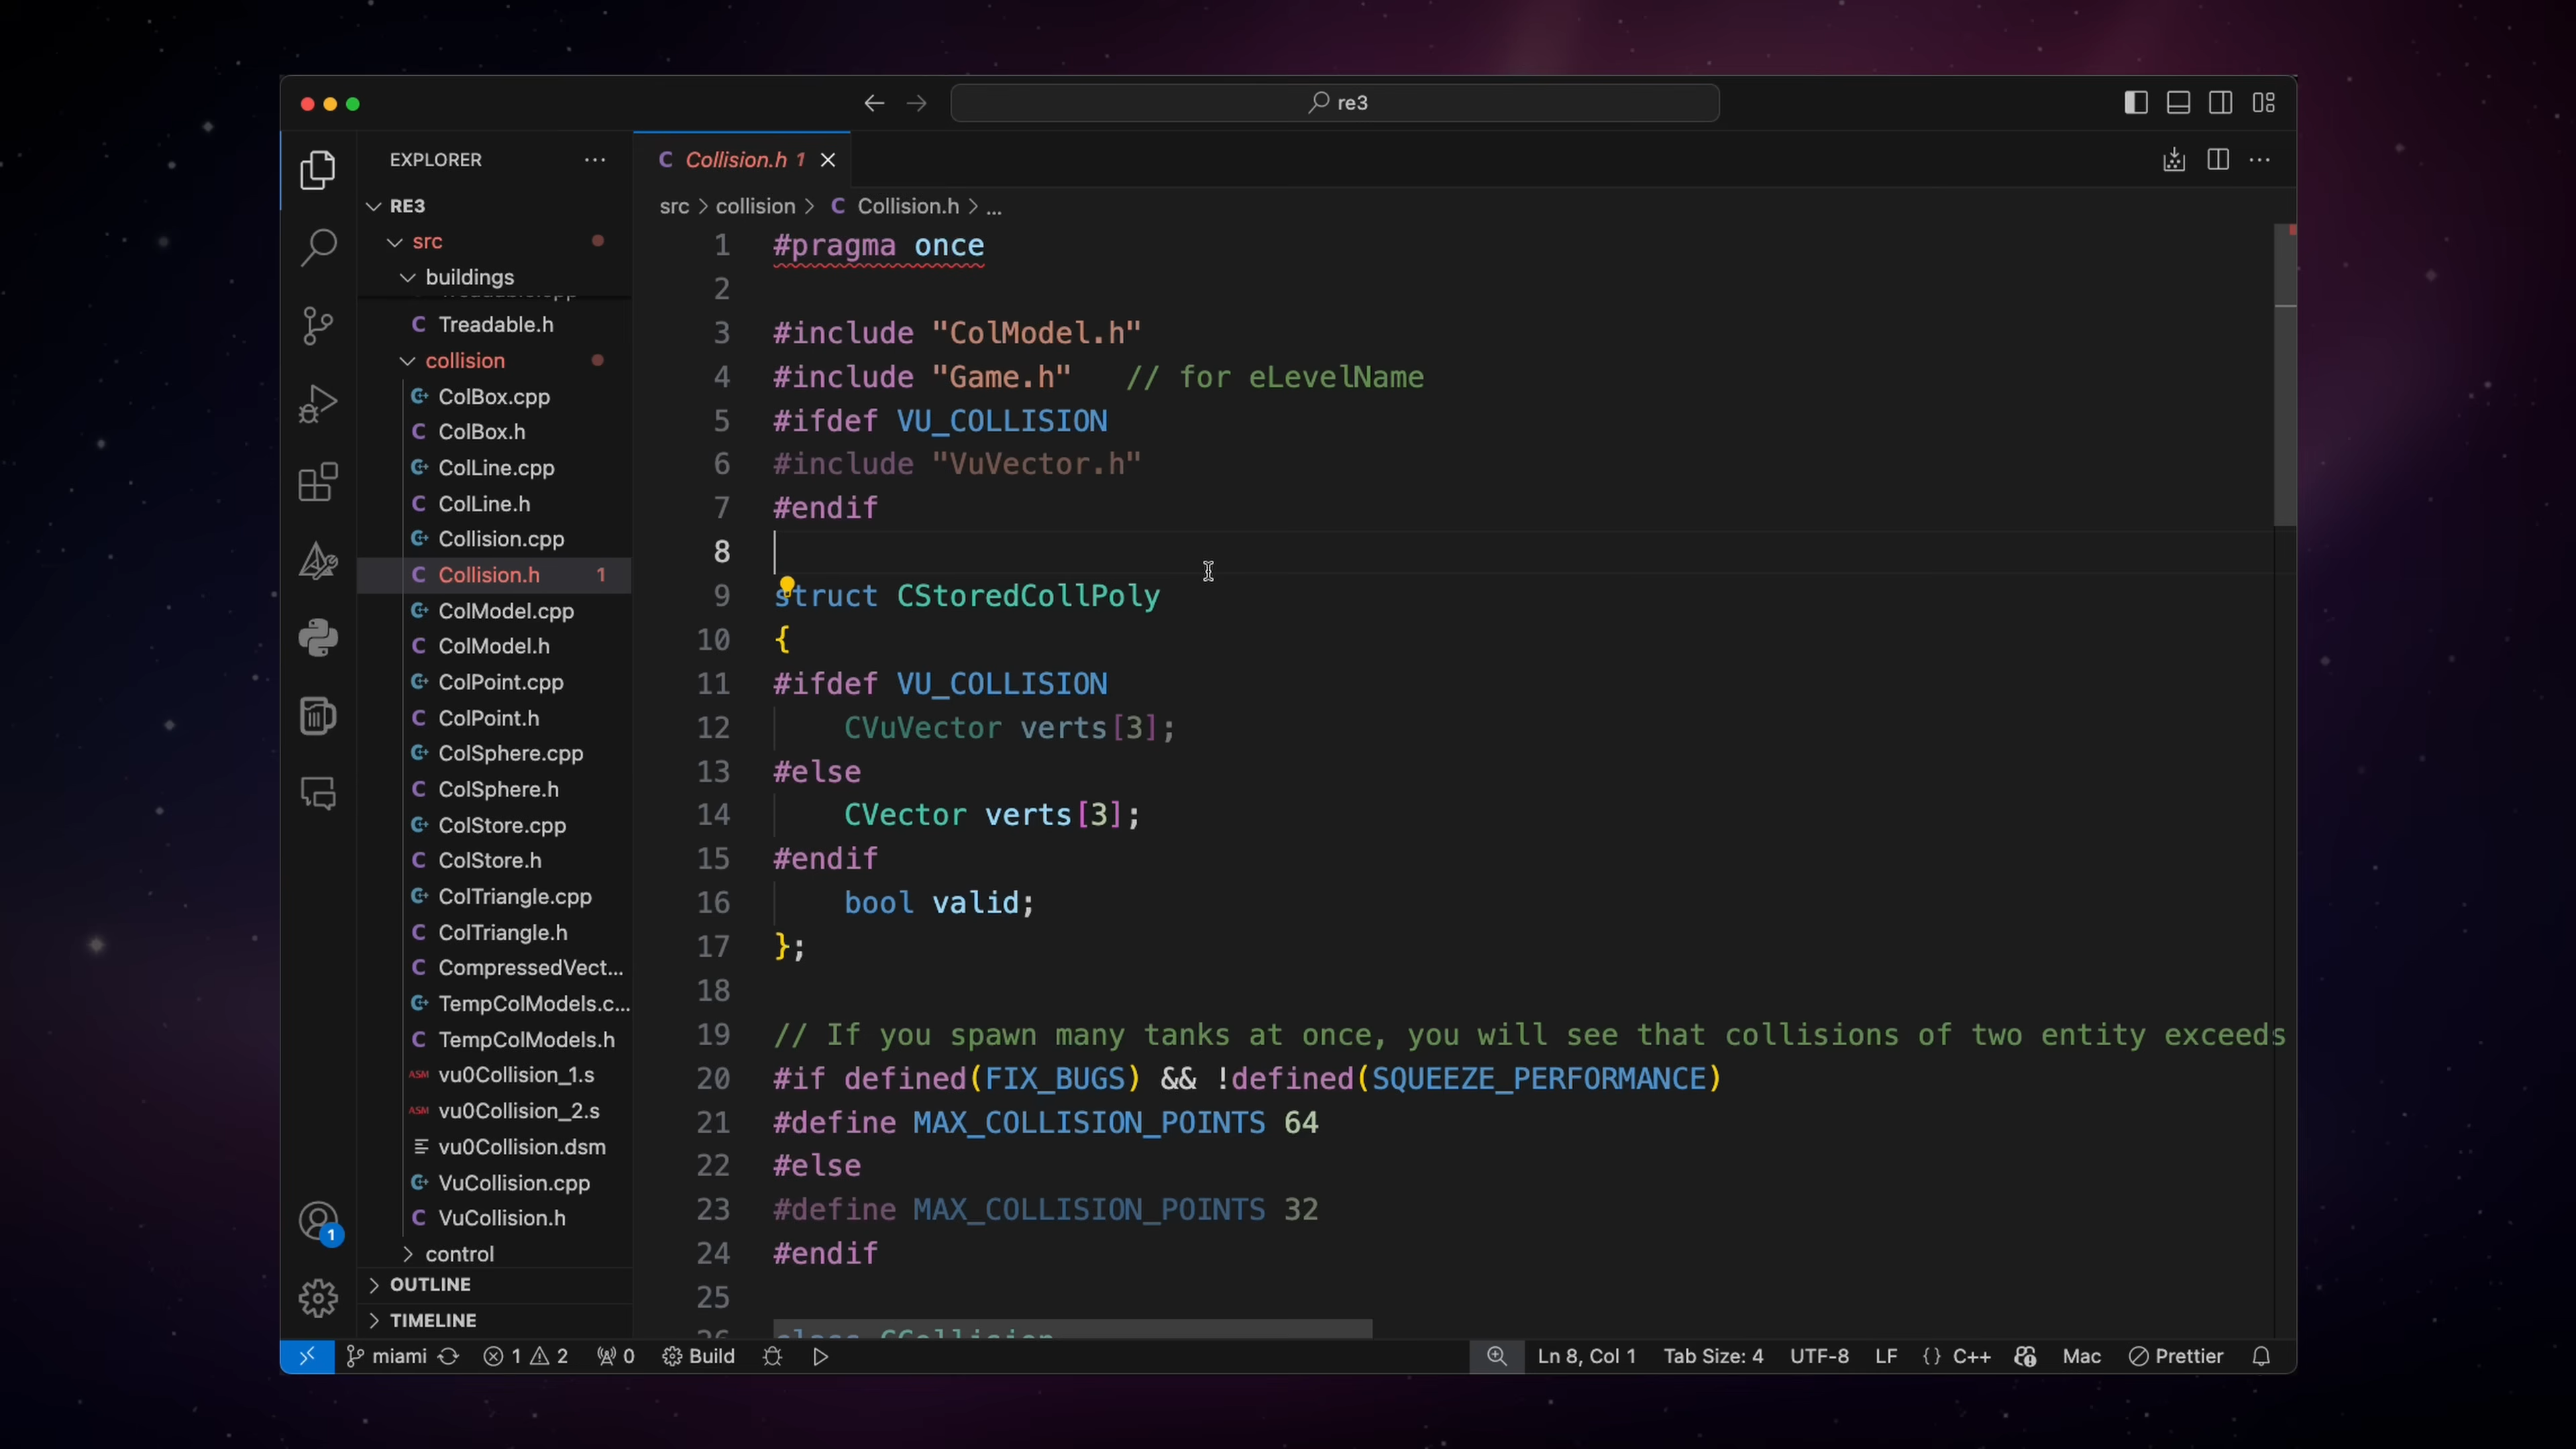 re3
EXPLORER
RE3
src
buildings
Treadable.h
collision
ColBox.cpp
ColBox.h
ColLine.cpp
ColLine.h
Collision.cpp
Collision.h 1
ColModel.cpp
ColModel.h
ColPoint.cpp
ColPoint.h
ColSphere.cpp
ColSphere.h
ColStore.cpp
ColStore.h
ColTriangle.cpp
ColTriangle.h
CompressedVect...
TempColModels.c...
TempColModels.h
vu0Collision_1.s
vu0Collision_2.s
vu0Collision.dsm
VuCollision.cpp
VuCollision.h
control
OUTLINE
TIMELINE
1
Collision.h 1
src > collision > C Collision.h > ...
1 #pragma once
2
3 #include "ColModel.h"
4 #include "Game.h" // for eLevelName
5 #ifdef VU_COLLISION
6 #include "VuVector.h"
7 #endif
8
9 struct CStoredCollPoly
10 {
11 #ifdef VU_COLLISION
12 CVuVector verts[3];
13 #else
14 CVector verts[3];
15 #endif
16 bool valid;
17 };
18
19 // If you spawn many tanks at once, you will see that collisions of two entity exceeds
20 #if defined(FIX_BUGS) && !defined(SQUEEZE_PERFORMANCE)
21 #define MAX_COLLISION_POINTS 64
22 #else
23 #define MAX_COLLISION_POINTS 32
24 #endif
25
26 class CCollision
miami 1 2 0 Build Ln 8, Col 1 Tab Size: 4 UTF-8 LF {} C++ Mac Prettier